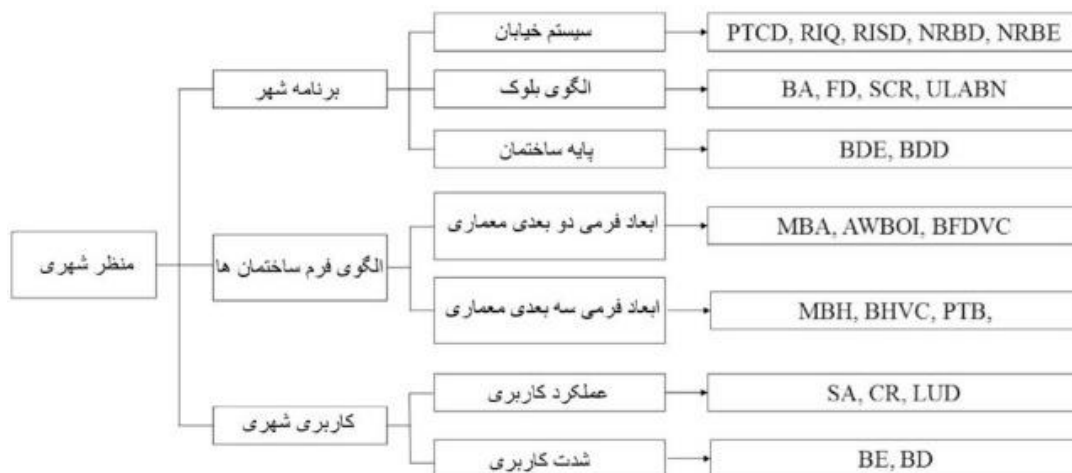 سیستم خیابان
PTCD, RIQ, RISD, NRBD, NRBE
برنامه شهر
الگوی بلوک
BA, FD, SCR, ULABN
پایه ساختمان
BDE, BDD
منظر شهری
الگوی فرم ساختمان ها
ابعاد فرمی دو بعدی معماری
MBA, AWBOI, BFDVC
ابعاد فرمی سه بعدی معماری
MBH, BHVC, PTB,
کاربری شهری
عملکرد کاربری
SA, CR, LUD
شدت کاربری
BE, BD